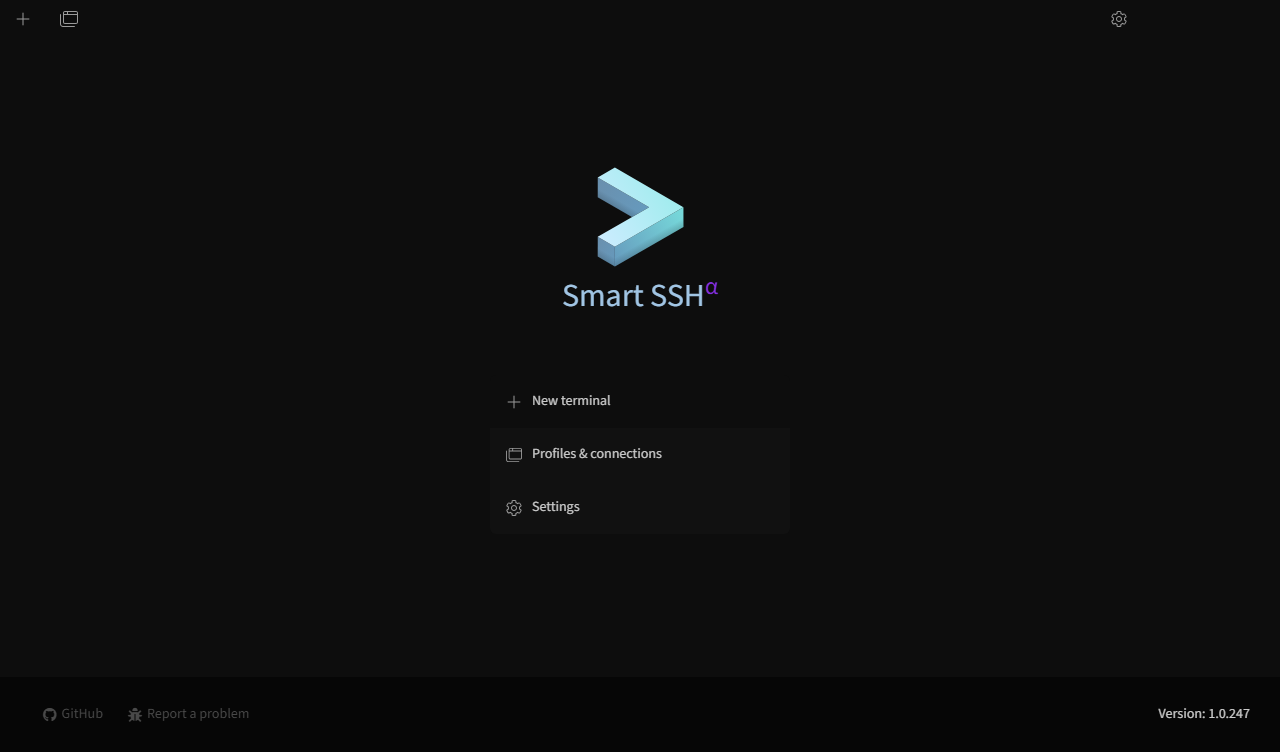 Smart SSHα
New terminal
Profiles & connections
Settings
GitHub
Report a problem
Version: 1.0.247